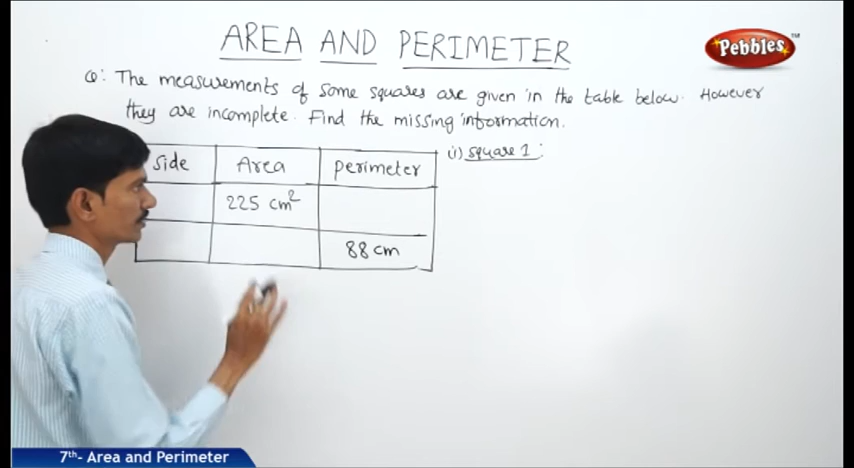 AREA AND PERIMETER
Pebbles™
Q: The measurements of some squares are given in the table below. However
they are incomplete. Find the missing information.
Side Area Perimeter
225 cm²
88 cm
(i) square 1:
7th- Area and Perimeter